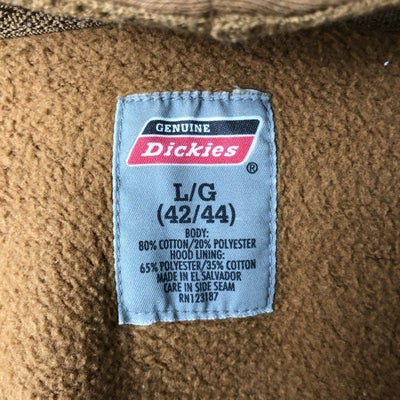 GENUINE
Dickies
®
L/G
(42/44)
BODY:
80% COTTON/20% POLYESTER
HOOD LINING:
65% POLYESTER/35% COTTON
MADE IN EL SALVADOR
CARE IN SIDE SEAM
RN123187